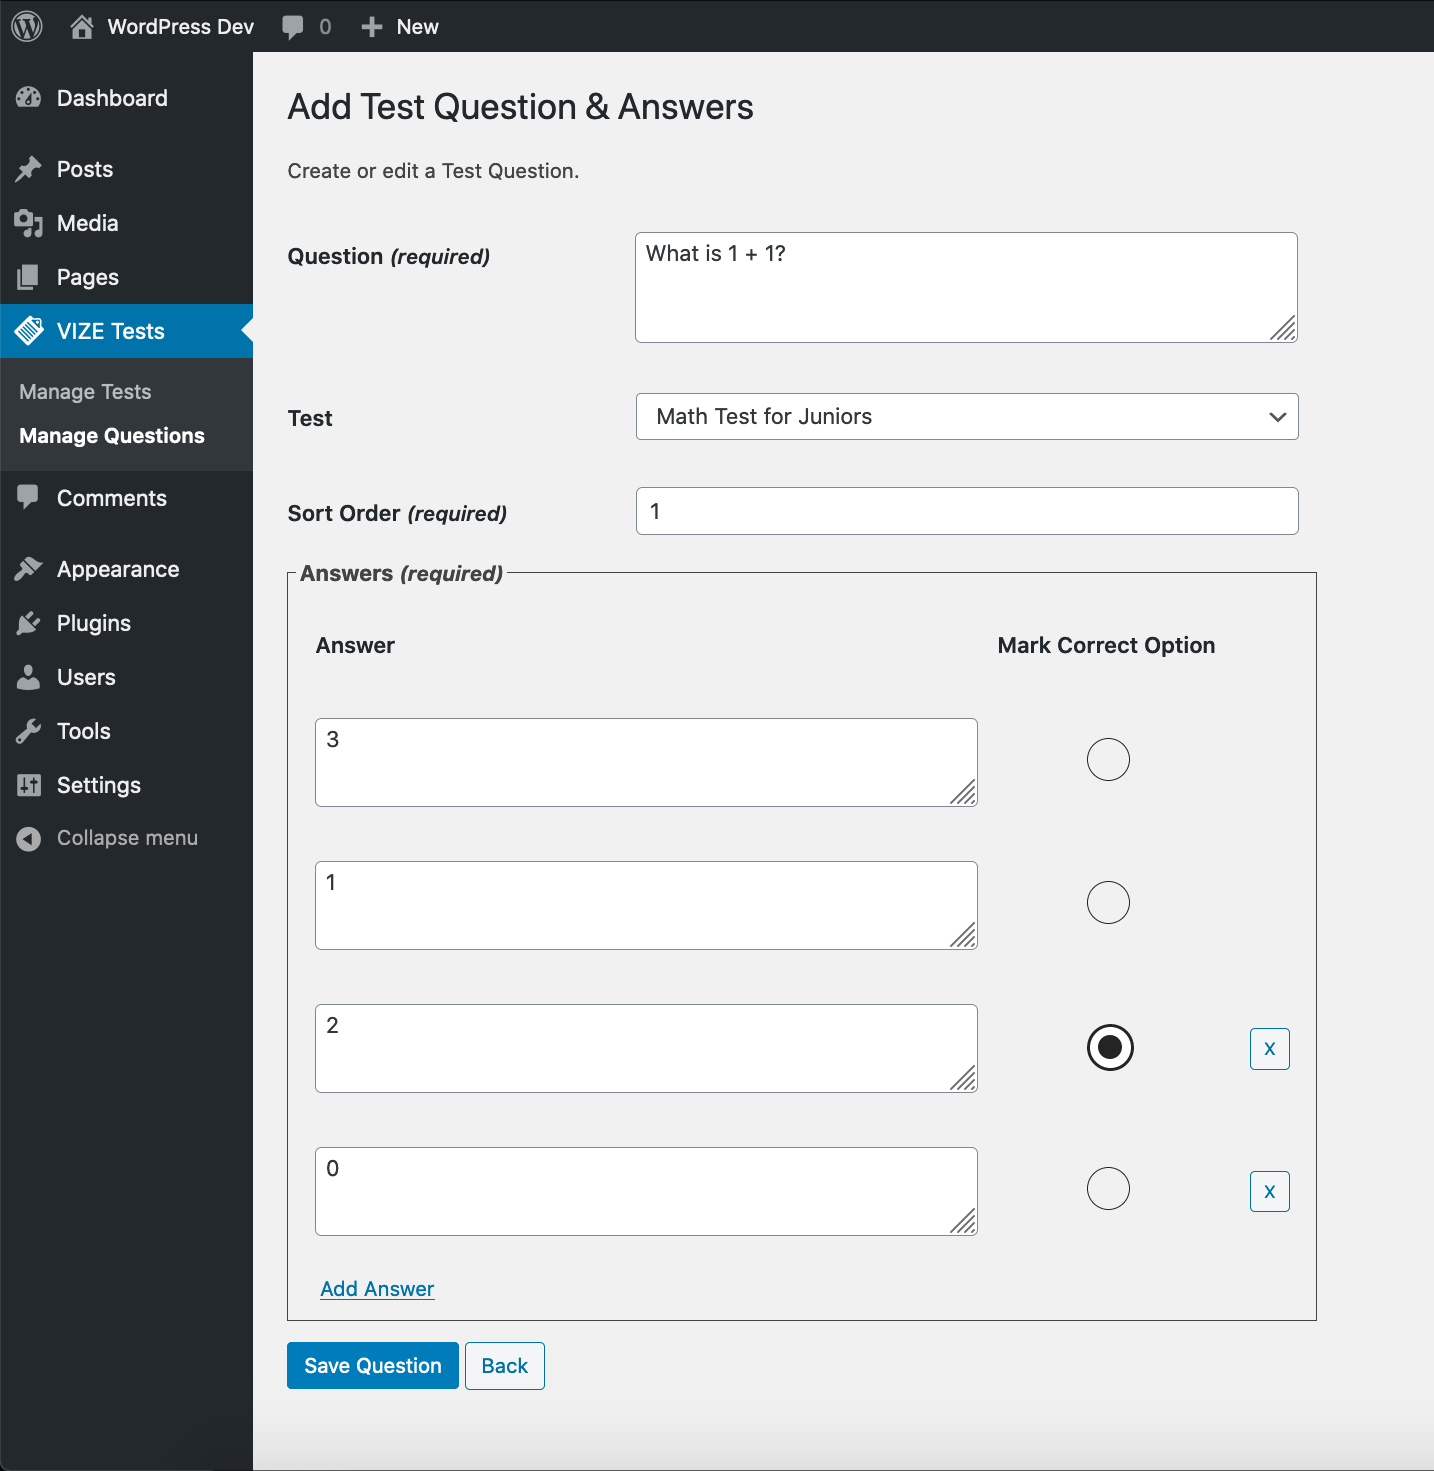 WordPress Dev 0 New
Dashboard
Posts
Media
Pages
VIZE Tests
Manage Tests
Manage Questions
Comments
Appearance
Plugins
Users
Tools
Settings
Collapse menu
Add Test Question & Answers
Create or edit a Test Question.
Question (required)
What is 1 + 1?
Test
Math Test for Juniors
Sort Order (required)
1
Answers (required)
Answer Mark Correct Option
3
1
2
X
0
X
Add Answer
Save Question Back